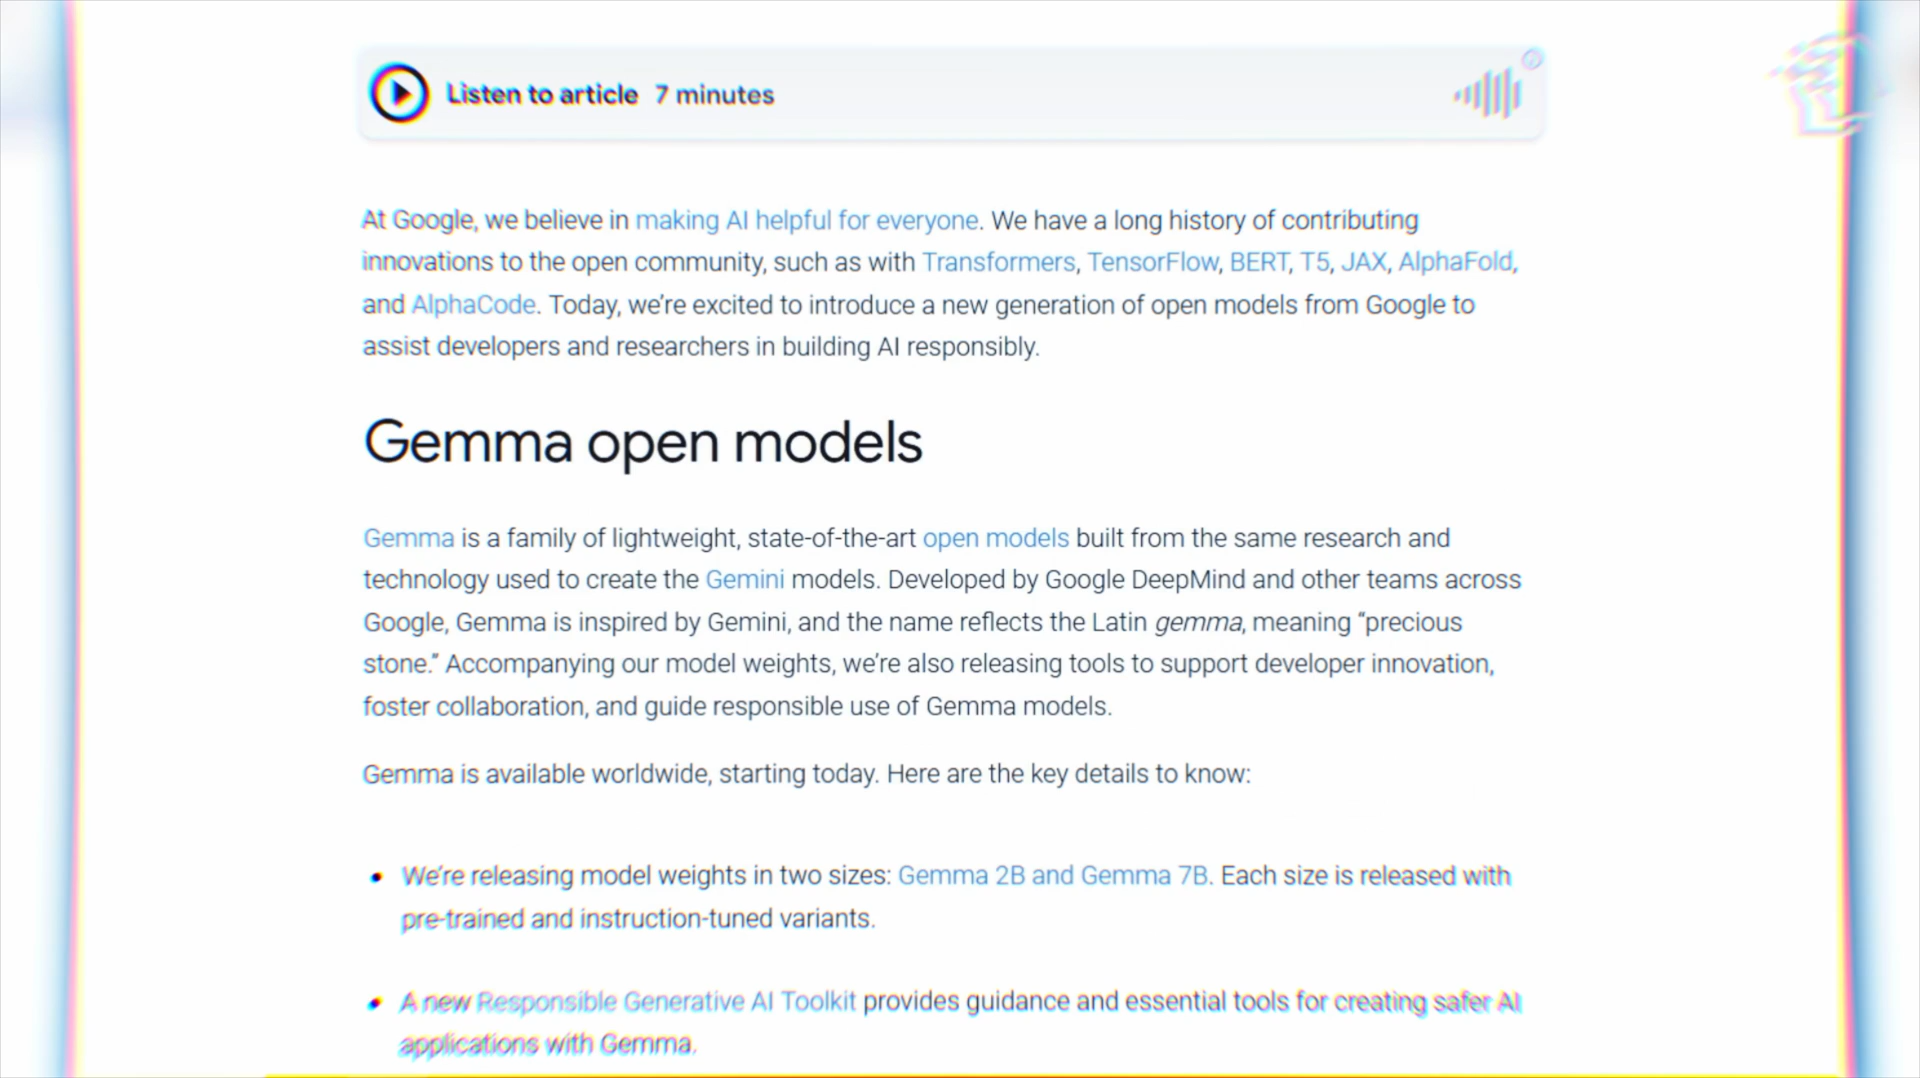 Listen to article 7 minutes
At Google, we believe in making AI helpful for everyone. We have a long history of contributing
innovations to the open community, such as with Transformers, TensorFlow, BERT, T5, JAX, AlphaFold,
and AlphaCode. Today, we’re excited to introduce a new generation of open models from Google to
assist developers and researchers in building AI responsibly.
Gemma open models
Gemma is a family of lightweight, state-of-the-art open models built from the same research and
technology used to create the Gemini models. Developed by Google DeepMind and other teams across
Google, Gemma is inspired by Gemini, and the name reflects the Latin gemma, meaning “precious
stone.” Accompanying our model weights, we’re also releasing tools to support developer innovation,
foster collaboration, and guide responsible use of Gemma models.
Gemma is available worldwide, starting today. Here are the key details to know:
• We’re releasing model weights in two sizes: Gemma 2B and Gemma 7B. Each size is released with
pre-trained and instruction-tuned variants.
• A new Responsible Generative AI Toolkit provides guidance and essential tools for creating safer AI
applications with Gemma.